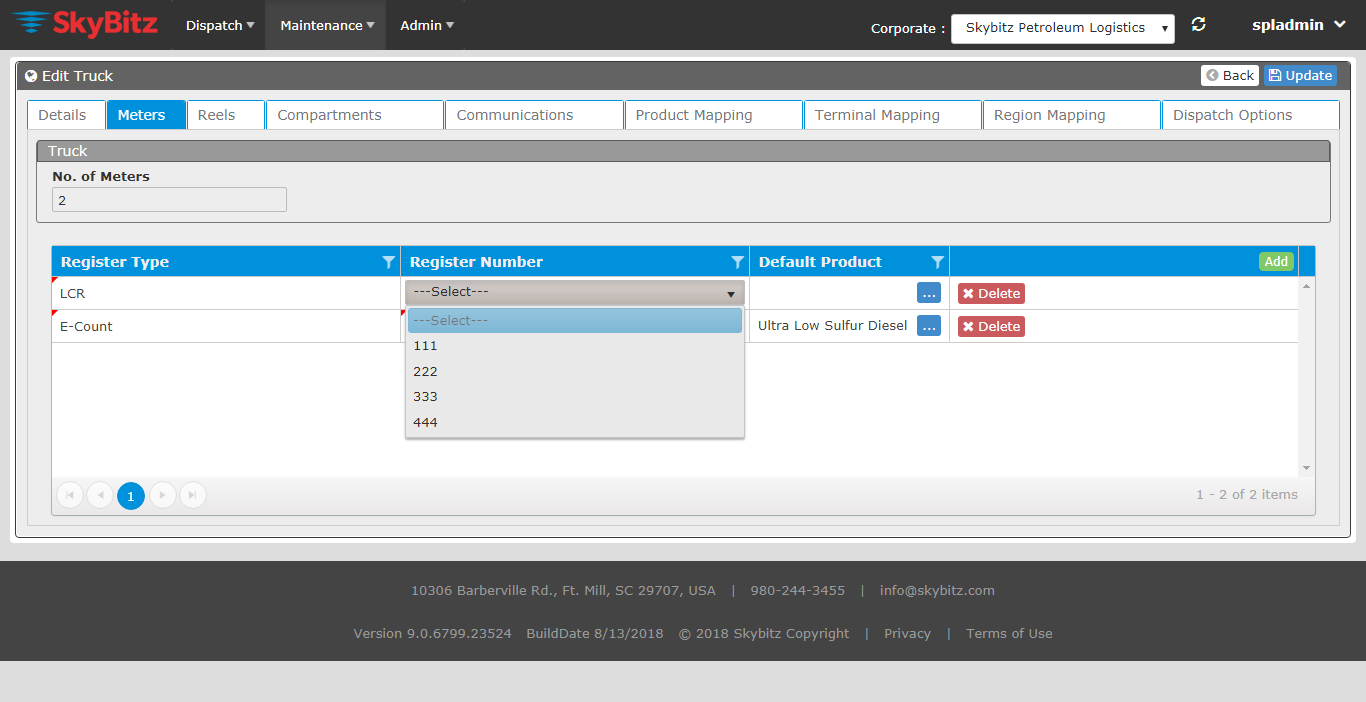 SkyBitz Dispatch Maintenance Admin Corporate : Skybitz Petroleum Logistics spladmin
Edit Truck Back Update
Details Meters Reels Compartments Communications Product Mapping Terminal Mapping Region Mapping Dispatch Options
Truck
No. of Meters
2
Register Type Register Number Default Product Add
LCR ---Select--- ... Delete
---Select---
E-Count Ultra Low Sulfur Diesel ... Delete
111
222
333
444
1 1 - 2 of 2 items
10306 Barberville Rd., Ft. Mill, SC 29707, USA | 980-244-3455 | info@skybitz.com
Version 9.0.6799.23524 BuildDate 8/13/2018 © 2018 Skybitz Copyright | Privacy | Terms of Use